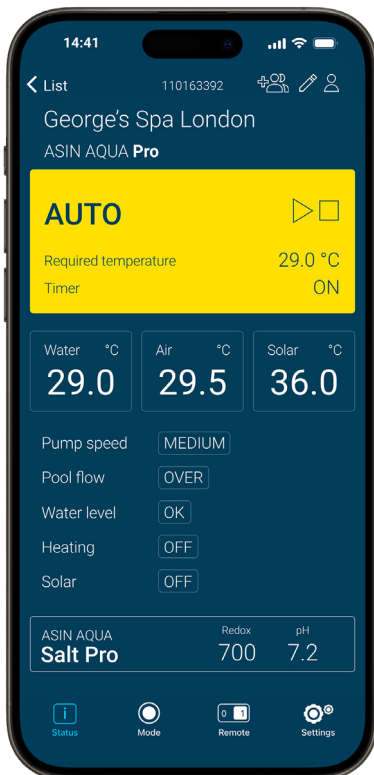 14:41
List 110163392
George's Spa London
ASIN AQUA Pro
AUTO
Required temperature 29.0 °C
Timer ON
Water °C Air °C Solar °C
29.0 29.5 36.0
Pump speed MEDIUM
Pool flow OVER
Water level OK
Heating OFF
Solar OFF
ASIN AQUA Redox pH
Salt Pro 700 7.2
i 0 1
Status Mode Remote Settings